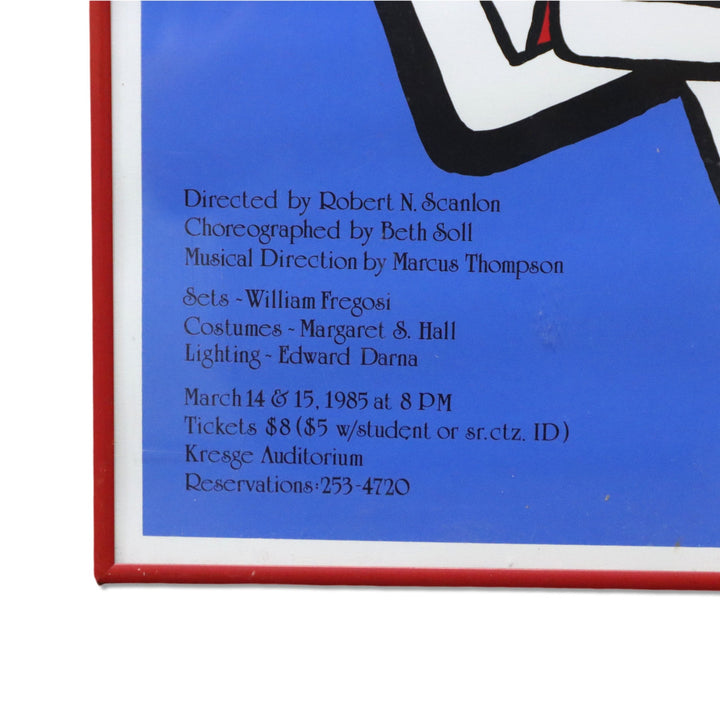 Directed by Robert N. Scanlon
Choreographed by Beth Soll
Musical Direction by Marcus Thompson
Sets ~ William Fregosi
Costumes ~ Margaret S. Hall
Lighting ~ Edward Darna
March 14 & 15, 1985 at 8 PM
Tickets $8 ($5 w/student or sr. ctz. ID)
Kresge Auditorium
Reservations: 253-4720